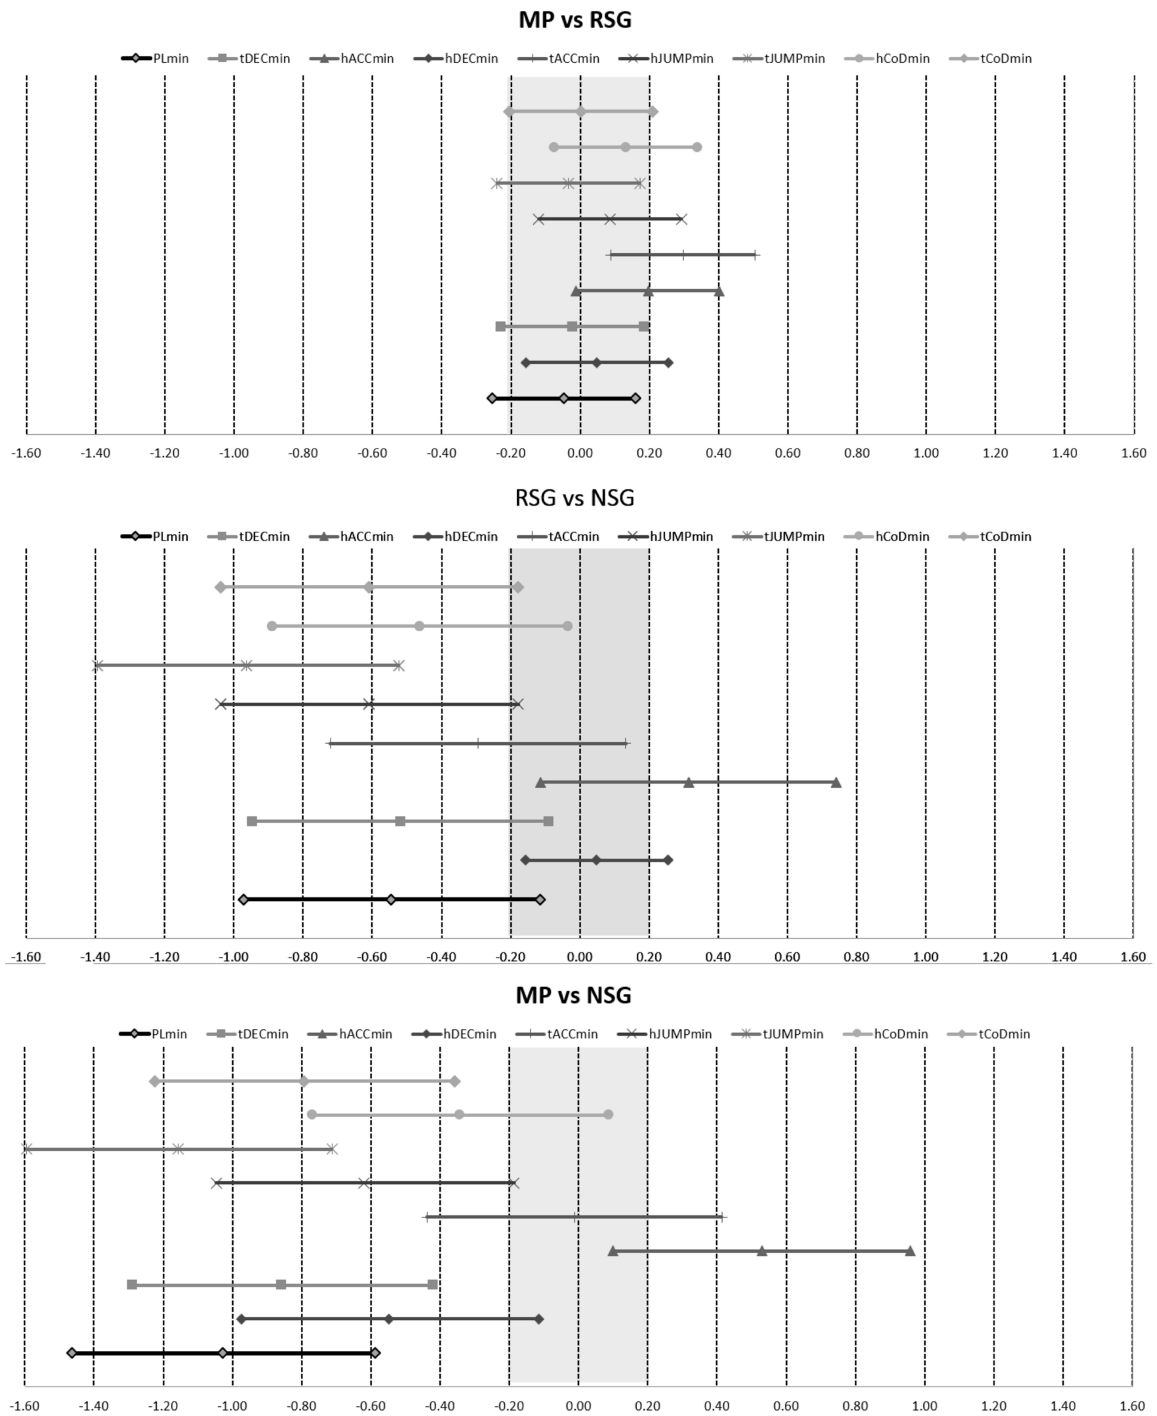 MP vs RSG
PLmin tDECmin hACCmin hDECmin tACCmin hJUMPmin tJUMPmin hCoDmin tCoDmin
-1.60 -1.40 -1.20 -1.00 -0.80 -0.60 -0.40 -0.20 0.00 0.20 0.40 0.60 0.80 1.00 1.20 1.40 1.60
RSG vs NSG
PLmin tDECmin hACCmin hDECmin tACCmin hJUMPmin tJUMPmin hCoDmin tCoDmin
-1.60 -1.40 -1.20 -1.00 -0.80 -0.60 -0.40 -0.20 0.00 0.20 0.40 0.60 0.80 1.00 1.20 1.40 1.60
MP vs NSG
PLmin tDECmin hACCmin hDECmin tACCmin hJUMPmin tJUMPmin hCoDmin tCoDmin
-1.60 -1.40 -1.20 -1.00 -0.80 -0.60 -0.40 -0.20 0.00 0.20 0.40 0.60 0.80 1.00 1.20 1.40 1.60